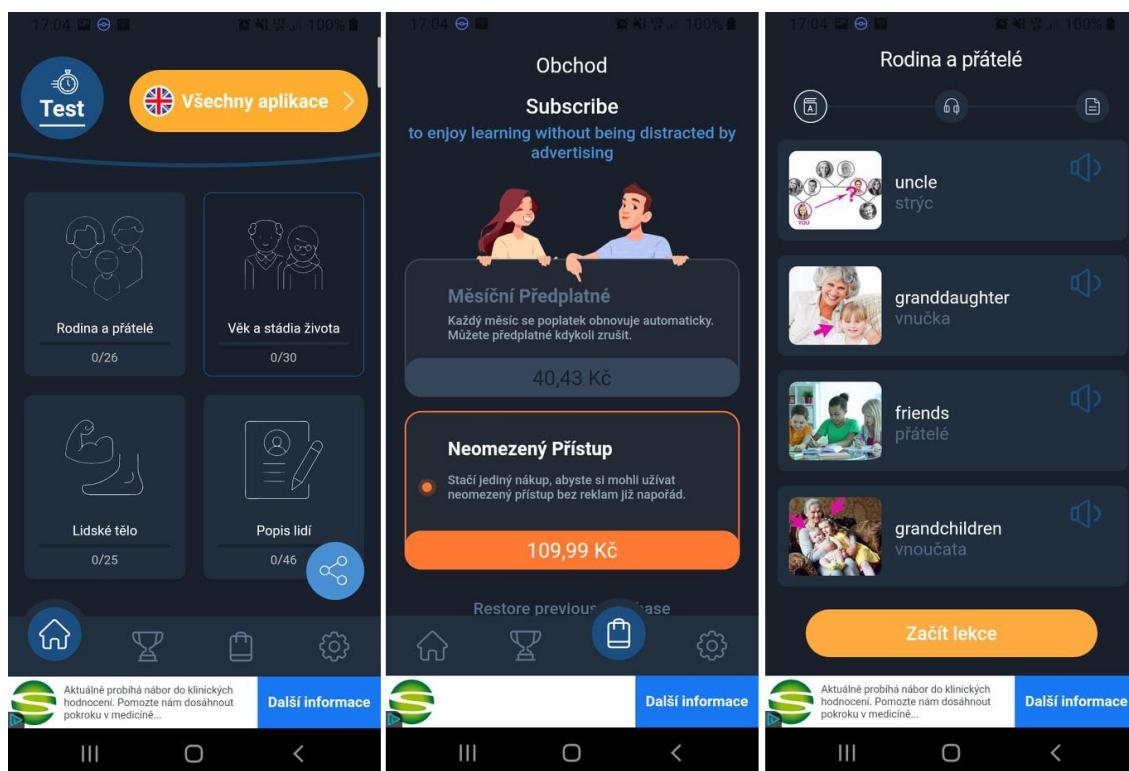 17:04
100%
Test
Všechny aplikace
Rodina a přátelé
0/26
Věk a stádia života
0/30
Lidské tělo
0/25
Popis lidí
0/46
Aktuálně probíhá nábor do klinických
hodnocení. Pomozte nám dosáhnout
pokroku v medicíně...
Další informace
17:04
100%
Obchod
Subscribe
to enjoy learning without being distracted by
advertising
Měsíční Předplatné
Každý měsíc se poplatek obnovuje automaticky.
Můžete předplatné kdykoli zrušit.
40,43 Kč
Neomezený Přístup
Stačí jediný nákup, abyste si mohli užívat
neomezený přístup bez reklam již napořád.
109,99 Kč
Restore previous
Další informace
17:04
100%
Rodina a přátelé
A
YOU
?
uncle
strýc
granddaughter
vnučka
friends
přátelé
grandchildren
vnoučata
Začít lekce
Aktuálně probíhá nábor do klinických
hodnocení. Pomozte nám dosáhnout
pokroku v medicíně...
Další informace